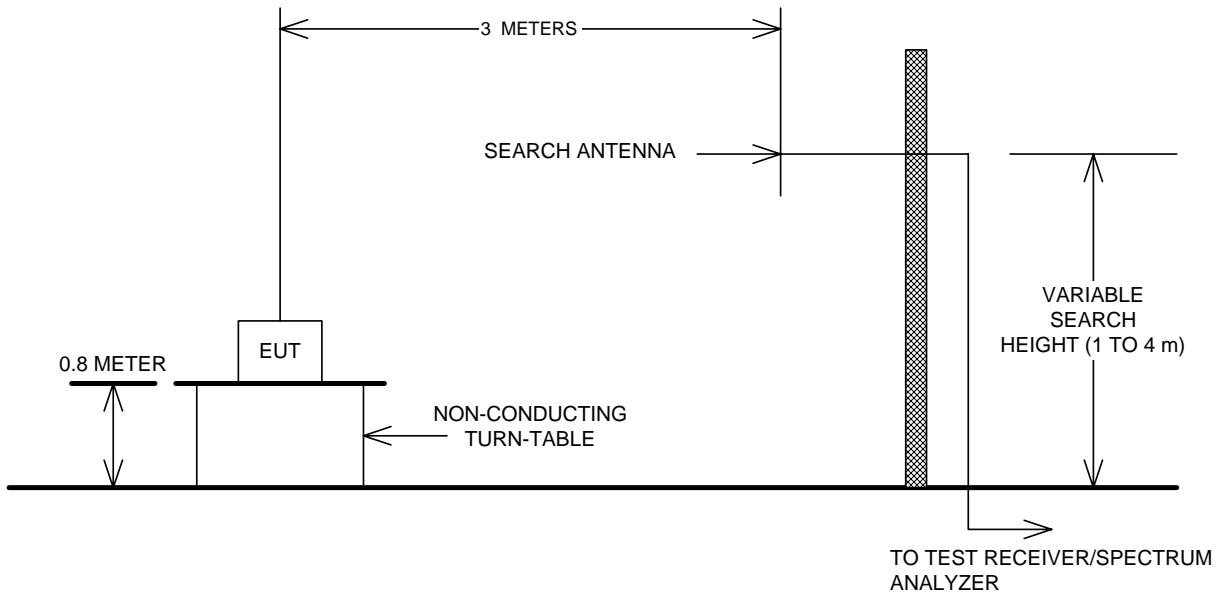 3 METERS
SEARCH ANTENNA
VARIABLE
SEARCH
HEIGHT (1 TO 4 m)
EUT
0.8 METER
NON-CONDUCTING
TURN-TABLE
TO TEST RECEIVER/SPECTRUM
ANALYZER